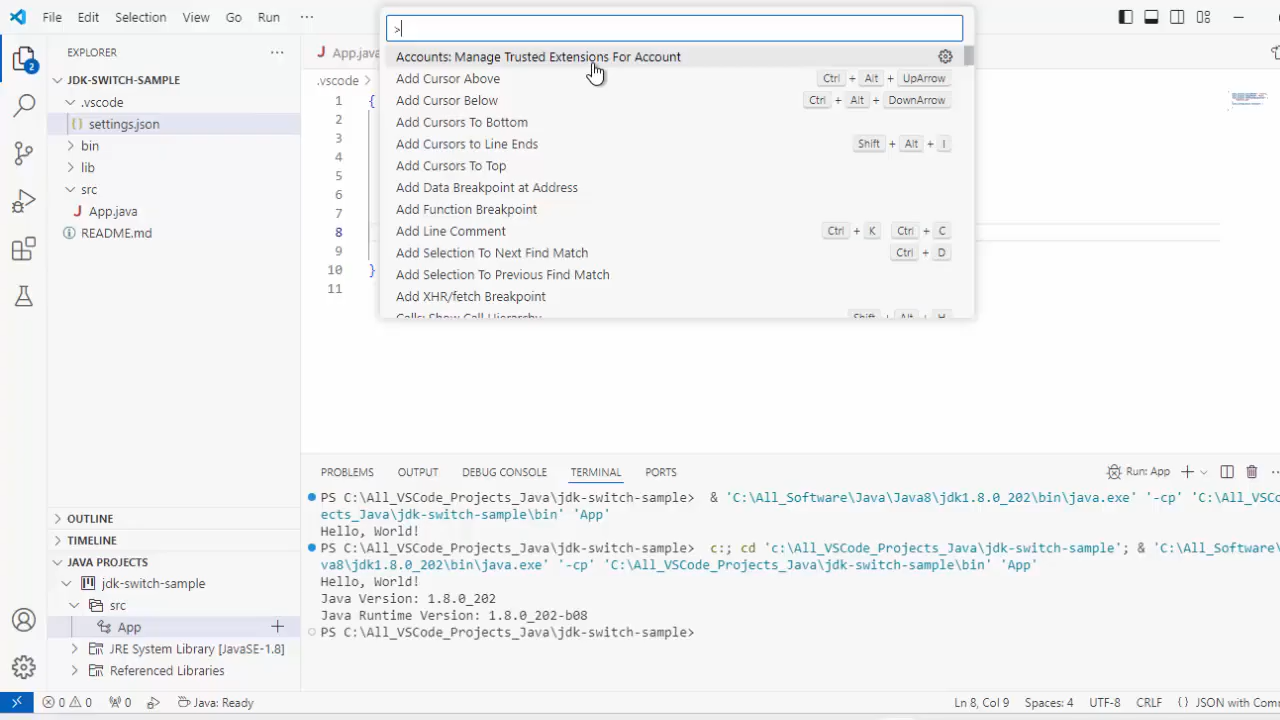 File Edit Selection View Go Run ···
>
EXPLORER
JDK-SWITCH-SAMPLE
.vscode
settings.json
bin
lib
src
App.java
README.md
2
OUTLINE
TIMELINE
JAVA PROJECTS
jdk-switch-sample
src
App
JRE System Library [JavaSE-1.8]
Referenced Libraries
App.java
.vscode >
1 {
2
3
4
5
6
7
8
9
10 }
11
Accounts: Manage Trusted Extensions For Account
Add Cursor Above Ctrl + Alt + UpArrow
Add Cursor Below Ctrl + Alt + DownArrow
Add Cursors To Bottom
Add Cursors to Line Ends Shift + Alt + I
Add Cursors To Top
Add Data Breakpoint at Address
Add Function Breakpoint
Add Line Comment Ctrl + K Ctrl + C
Add Selection To Next Find Match Ctrl + D
Add Selection To Previous Find Match
Add XHR/fetch Breakpoint
Calls: Show Call Hierarchy Shift + Alt + H
PROBLEMS OUTPUT DEBUG CONSOLE TERMINAL PORTS Run: App
PS C:\All_VSCode_Projects_Java\jdk-switch-sample> & 'C:\All_Software\Java\Java8\jdk1.8.0_202\bin\java.exe' '-cp' 'C:\All_VSCo
ects_Java\jdk-switch-sample\bin' 'App'
Hello, World!
PS C:\All_VSCode_Projects_Java\jdk-switch-sample> c:; cd 'c:\All_VSCode_Projects_Java\jdk-switch-sample'; & 'C:\All_Software\
va8\jdk1.8.0_202\bin\java.exe' '-cp' 'C:\All_VSCode_Projects_Java\jdk-switch-sample\bin' 'App'
Hello, World!
Java Version: 1.8.0_202
Java Runtime Version: 1.8.0_202-b08
PS C:\All_VSCode_Projects_Java\jdk-switch-sample>
0 0 0 Java: Ready Ln 8, Col 9 Spaces: 4 UTF-8 CRLF {} JSON with Com